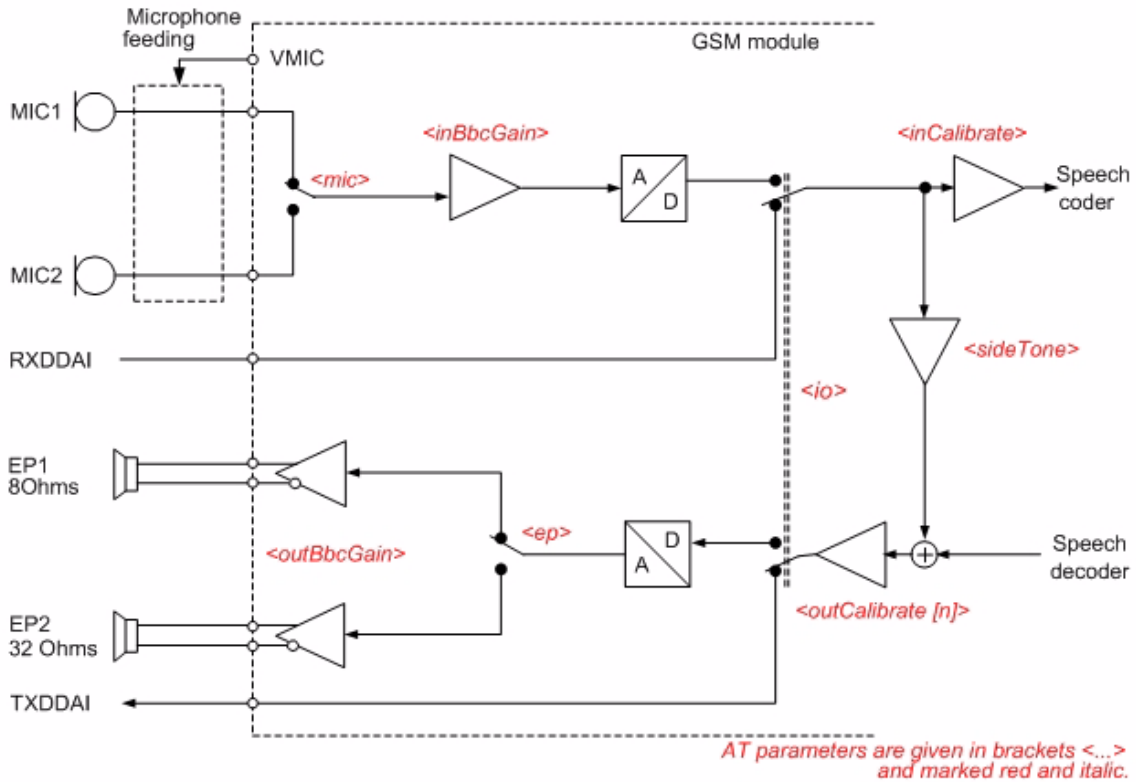 Microphone
feeding
VMIC
GSM module
MIC1
<inBbcGain>
<inCalibrate>
<mic>
A
D
Speech
coder
MIC2
RXDDAI
<sideTone>
<io>
EP1
8Ohms
<ep>
<outBbcGain>
D
A
+
Speech
decoder
<outCalibrate [n]>
EP2
32 Ohms
TXDDAI
AT parameters are given in brackets <...>
and marked red and italic.